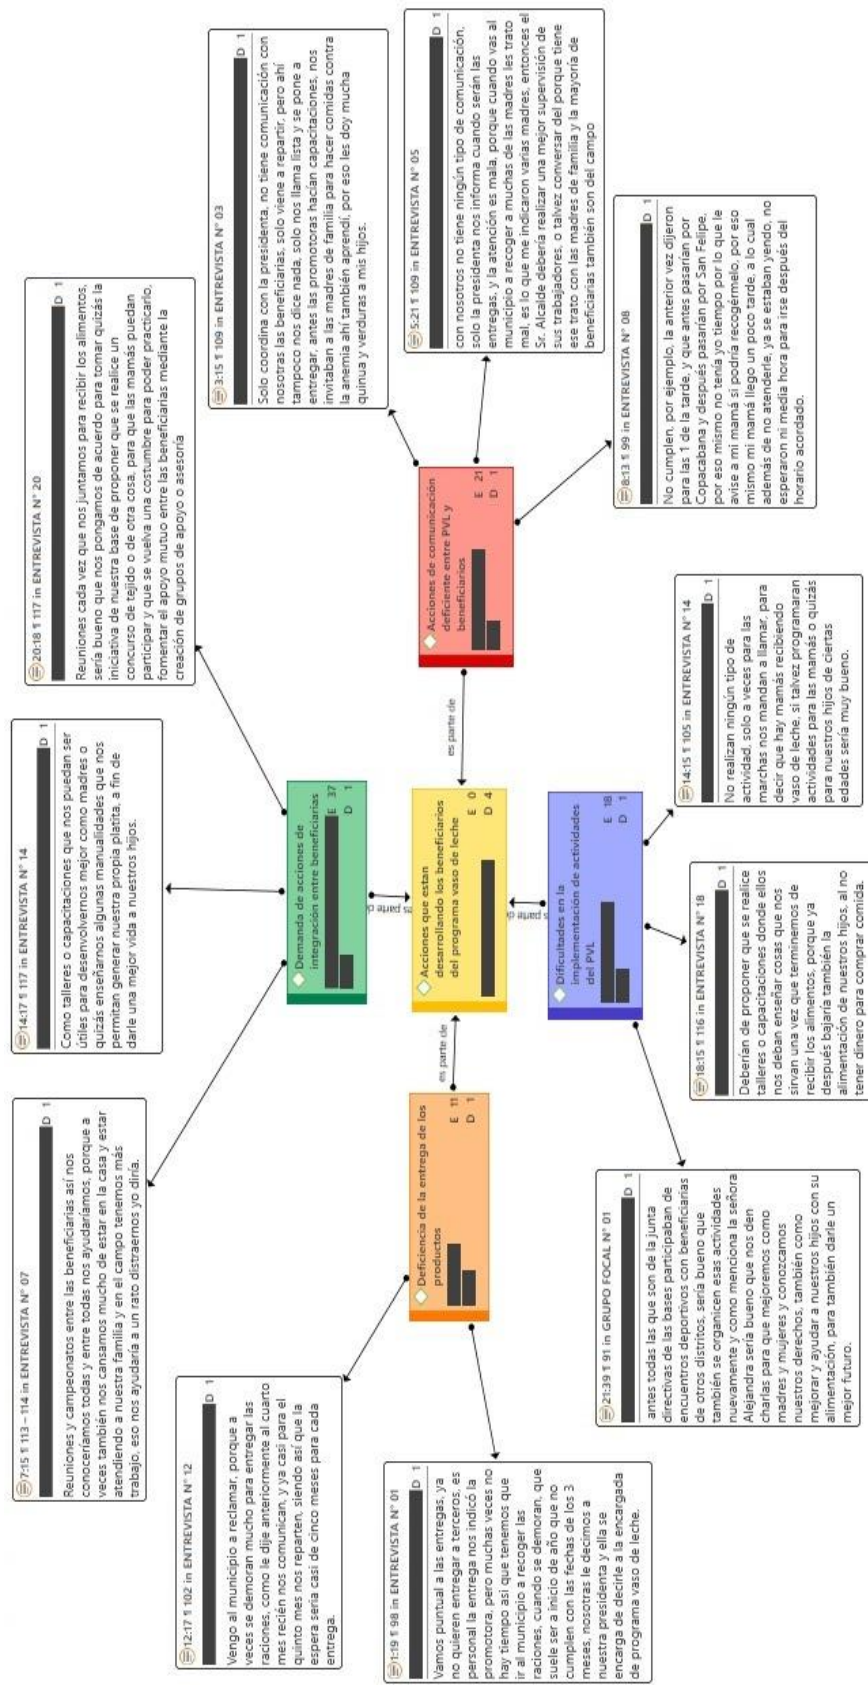 7:15 ¶ 113 – 114 in ENTREVISTA N° 07
D 1
Reuniones y campeonatos entre las beneficiarias así nos
conoceríamos todas y entre todas nos ayudaríamos, porque a
veces también nos cansamos mucho de estar en la casa y estar
atendiendo a nuestra familia y en el campo tenemos más
trabajo, eso nos ayudaría a un rato distraernos yo diría.
14:17 ¶ 117 in ENTREVISTA N° 14
D 1
Como talleres o capacitaciones que nos puedan ser
útiles para desenvolvernos mejor como madres o
quizás enseñarnos algunas manualidades que nos
permitan generar nuestra propia platita, a fin de
darle una mejor vida a nuestros hijos.
20:18 ¶ 117 in ENTREVISTA N° 20
D 1
Reuniones cada vez que nos juntamos para recibir los alimentos,
sería bueno que nos pongamos de acuerdo para tomar quizás la
iniciativa de nuestra base de proponer que se realice un
concurso de tejido o de otra cosa, para que las mamás puedan
participar y que se vuelva una costumbre para poder practicarlo,
fomentar el apoyo mutuo entre las beneficiarias mediante la
creación de grupos de apoyo o asesoría
3:15 ¶ 109 in ENTREVISTA N° 03
D 1
Solo coordina con la presidenta, no tiene comunicación con
nosotras las beneficiarias, solo viene a repartir, pero ahí
tampoco nos dice nada, solo nos llama lista y se pone a
entregar, antes las promotoras hacían capacitaciones, nos
invitaban a las madres de familia para hacer comidas contra
la anemia ahí también aprendí, por eso les doy mucha
quinua y verduras a mis hijos.
12:17 ¶ 102 in ENTREVISTA N° 12
D 1
Vengo al municipio a reclamar, porque a
veces se demoran mucho para entregar las
raciones, como le dije anteriormente al cuarto
mes recién nos comunican, y ya casi para el
quinto mes nos reparten, siendo así que la
espera sería casi de cinco meses para cada
entrega.
Demanda de acciones de
integración entre beneficiarias
E 37
D 1
es parte de
Deficiencia de la entrega de los
productos
E 11
D 1
es parte de
Acciones que estan
desarrollando los beneficiarios
del programa vaso de leche
E 0
D 4
es parte de
Acciones de comunicación
deficiente entre PVL y
beneficiarios
E 21
D 1
5:21 ¶ 109 in ENTREVISTA N° 05
D 1
con nosotros no tiene ningún tipo de comunicación,
solo la presidenta nos informa cuando serán las
entregas, y la atención es mala, porque cuando vas al
municipio a recoger a muchas de las madres les trato
mal, es lo que me indicaron varias madres, entonces el
Sr. Alcalde debería realizar una mejor supervisión de
sus trabajadores, o talvez conversar del porque tiene
ese trato con las madres de familia y la mayoría de
beneficiarias también son del campo
es parte de
Dificultades en la
implementación de actividades
del PVL
E 18
D 1
1:19 ¶ 98 in ENTREVISTA N° 01
D 1
Vamos puntual a las entregas, ya
no quieren entregar a terceros, es
personal la entrega nos indicó la
promotora, pero muchas veces no
hay tiempo así que tenemos que
ir al municipio a recoger las
raciones, cuando se demoran, que
suele ser a inicio de año que no
cumplen con las fechas de los 3
meses, nosotras le decimos a
nuestra presidenta y ella se
encarga de decirle a la encargada
de programa vaso de leche.
21:39 ¶ 91 in GRUPO FOCAL N° 01
D 1
antes todas las que son de la junta
directivas de las bases participaban de
encuentros deportivos con beneficiarias
de otros distritos, sería bueno que
también se organicen esas actividades
nuevamente y como menciona la señora
Alejandra sería bueno que nos den
charlas para que mejoremos como
madres y mujeres y conozcamos
nuestros derechos, también como
mejorar y ayudar a nuestros hijos con su
alimentación, para también darle un
mejor futuro.
18:15 ¶ 116 in ENTREVISTA N° 18
D 1
Deberían de proponer que se realice
talleres o capacitaciones donde ellos
nos deban enseñar cosas que nos
sirvan una vez que terminemos de
recibir los alimentos, porque ya
después bajaría también la
alimentación de nuestros hijos, al no
tener dinero para comprar comida.
14:15 ¶ 105 in ENTREVISTA N° 14
D 1
No realizan ningún tipo de
actividad, solo a veces para las
marchas nos mandan a llamar, para
decir que hay mamás recibiendo
vaso de leche, si talvez programaran
actividades para las mamás o quizás
para nuestros hijos de ciertas
edades sería muy bueno.
8:13 ¶ 99 in ENTREVISTA N° 08
D 1
No cumplen, por ejemplo, la anterior vez dijeron
para las 1 de la tarde, y que antes pasarían por
Copacabana y después pasarían por San Felipe,
por eso mismo no tenía yo tiempo por lo que le
avise a mi mamá si podría recogérmelo, por eso
mismo mi mamá llego un poco tarde, a lo cual
además de no atenderle, ya se estaban yendo, no
esperaron ni media hora para irse después del
horario acordado.